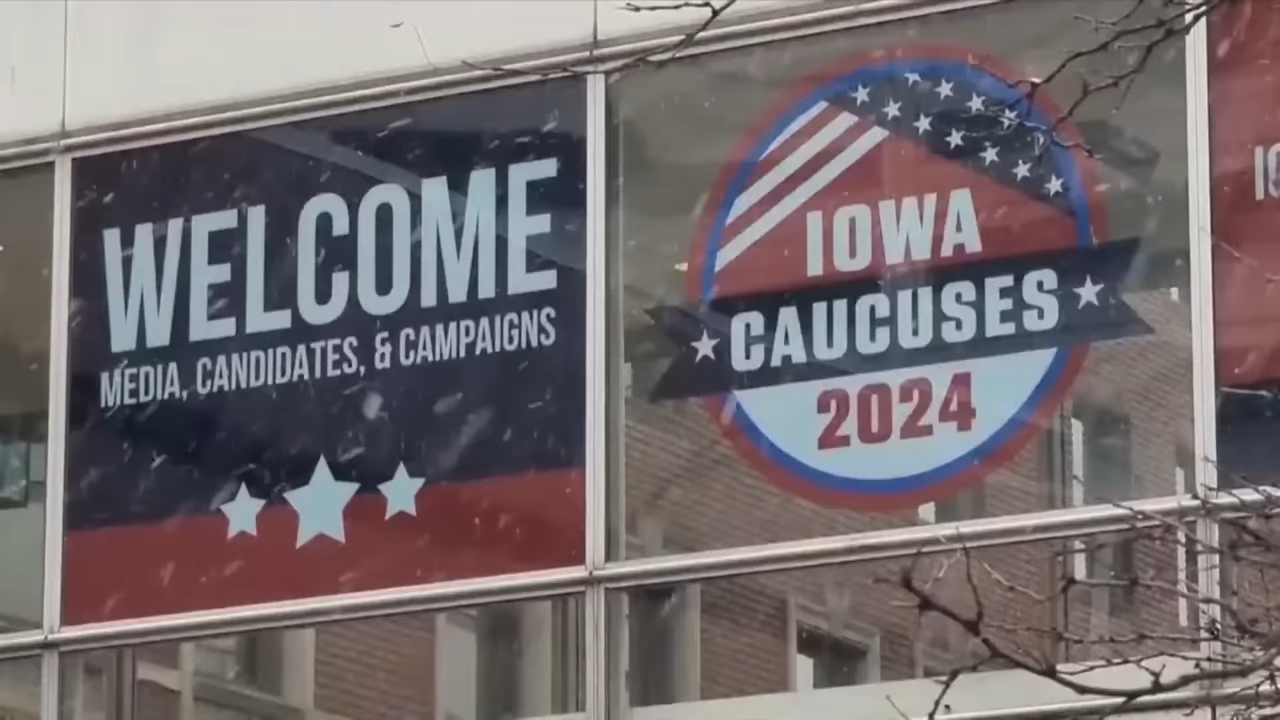 WELCOME
MEDIA, CANDIDATES, & CAMPAIGNS
IOWA
CAUCUSES
2024